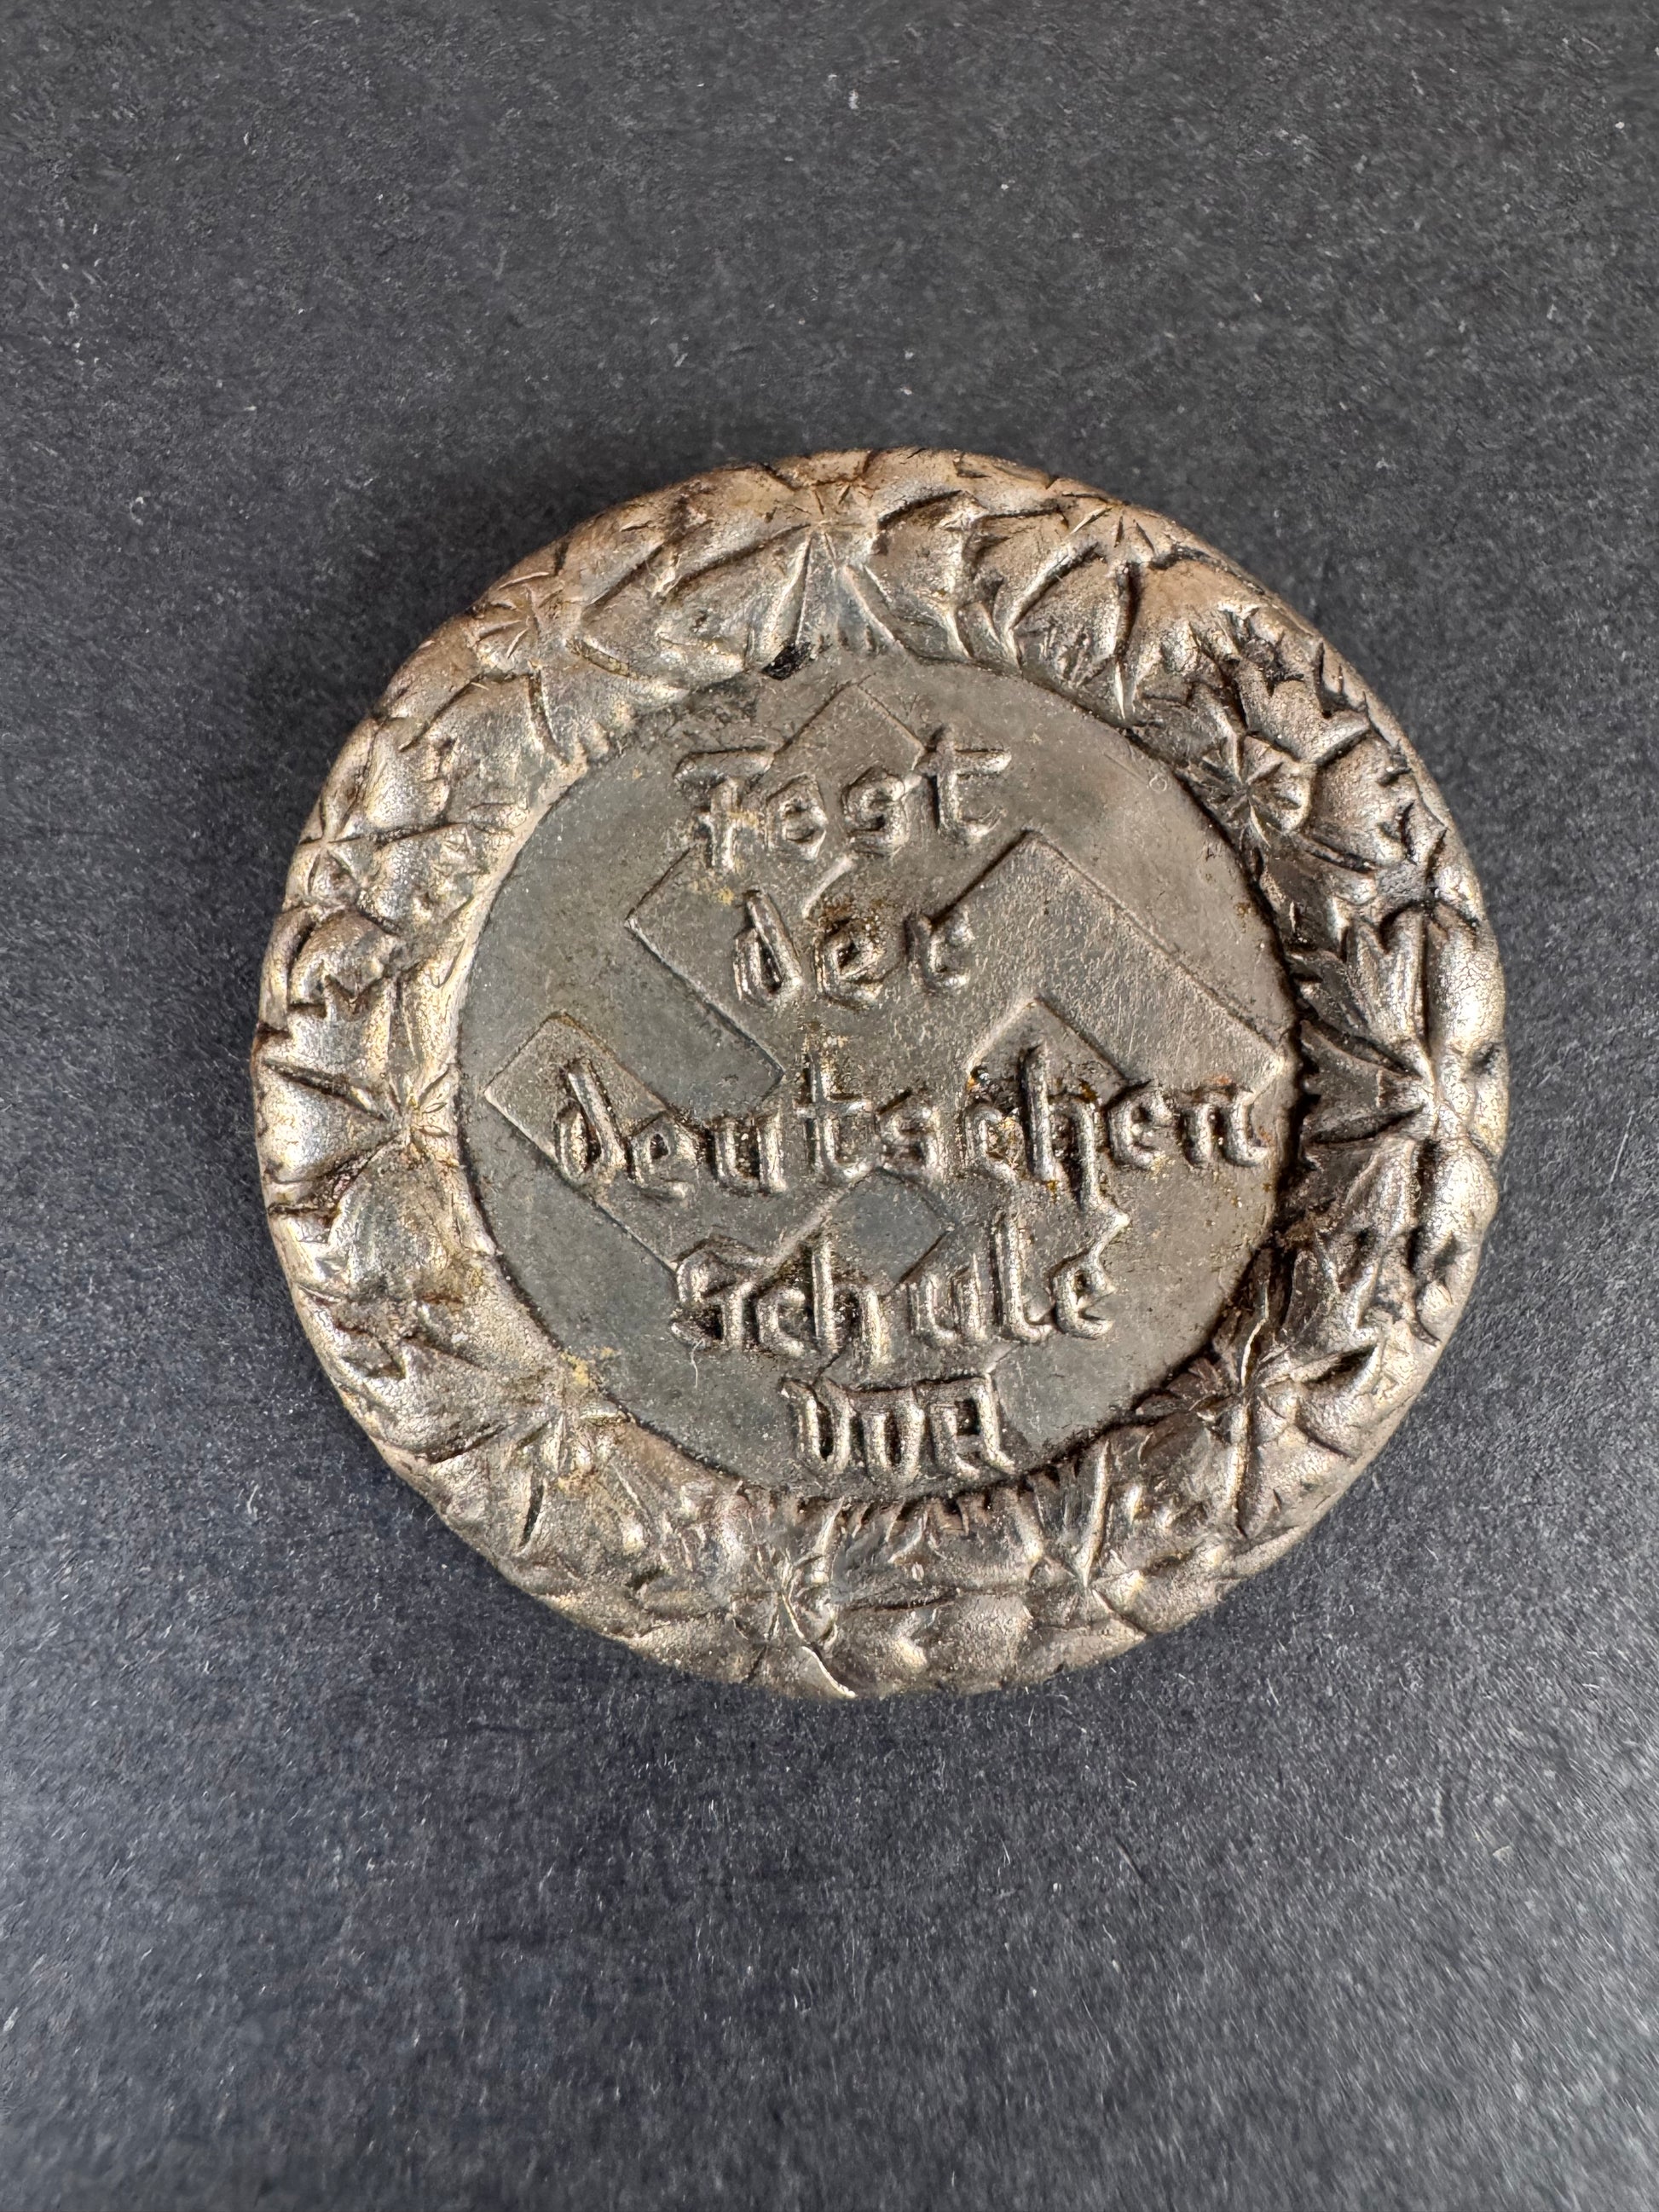 Fest
der
deutschen
Schule
VDA